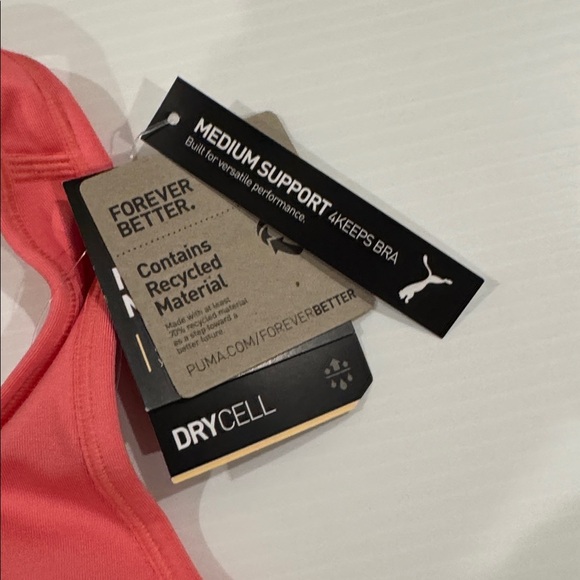 MEDIUM SUPPORT 4KEEPS BRA
Built for versatile performance.
FOREVER
BETTER.
Contains
Recycled
Material
Made with at least
20% recycled material
as a step toward a
better future.
PUMA.COM/FOREVERBETTER
DRYCELL